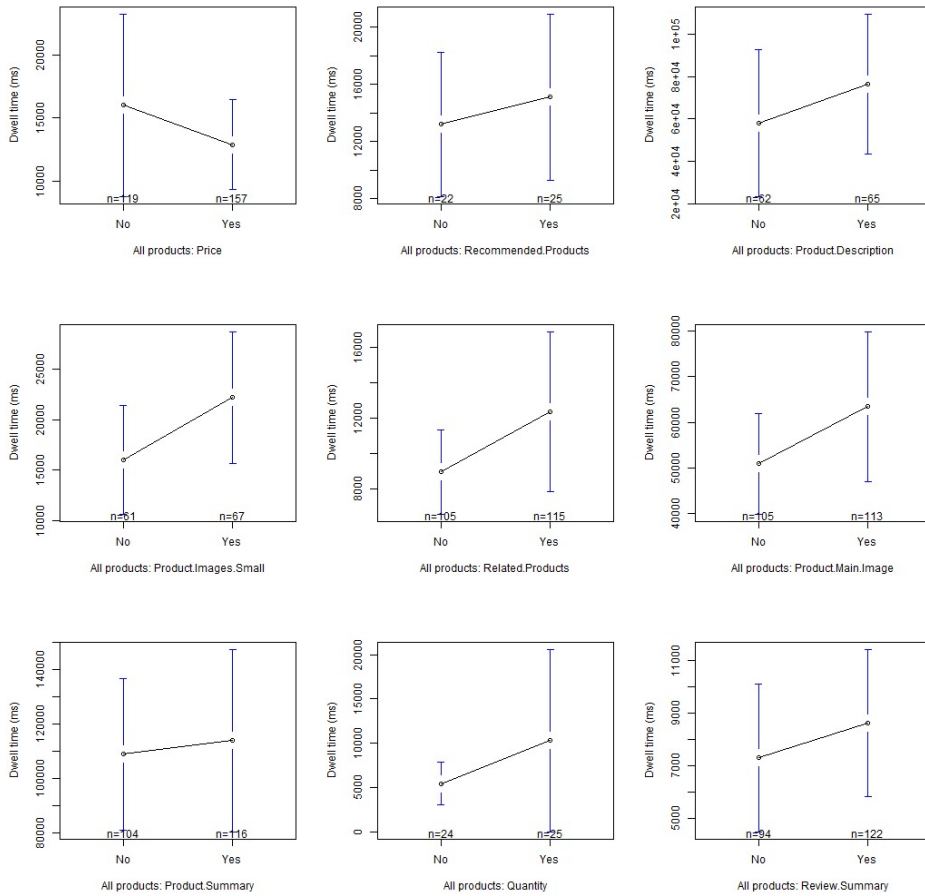 Dwell time (ms)
10000
15000
20000
n=119
n=157
No
Yes
All products: Price
Dwell time (ms)
8000
12000
16000
20000
n=22
n=25
No
Yes
All products: Recommended.Products
Dwell time (ms)
2e+04
4e+04
6e+04
8e+04
1e+05
n=62
n=65
No
Yes
All products: Product.Description
Dwell time (ms)
10000
15000
20000
25000
n=61
n=67
No
Yes
All products: Product.Images.Small
Dwell time (ms)
8000
12000
16000
n=105
n=115
No
Yes
All products: Related.Products
Dwell time (ms)
40000
50000
60000
70000
80000
n=105
n=113
No
Yes
All products: Product.Main.Image
Dwell time (ms)
80000
100000
120000
140000
n=104
n=116
No
Yes
All products: Product.Summary
Dwell time (ms)
0
5000
10000
15000
20000
n=24
n=25
No
Yes
All products: Quantity
Dwell time (ms)
5000
7000
9000
11000
n=94
n=122
No
Yes
All products: Review.Summary